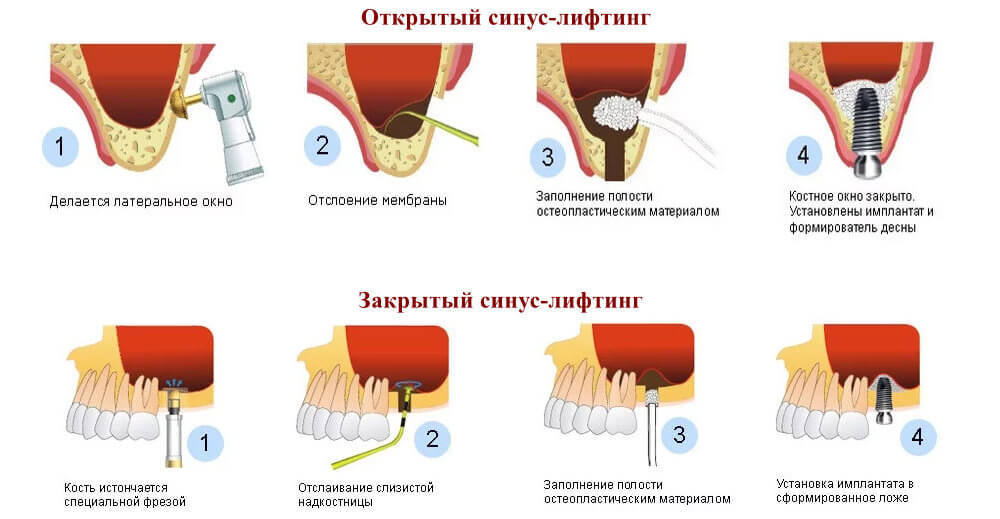 Открытый синус-лифтинг
1
2
3
4
Делается латеральное окно
Отслоение мембраны
Заполнение полости
остеопластическим материалом
Костное окно закрыто.
Установлены имплантат и
формирователь десны
Закрытый синус-лифтинг
1
2
3
4
Кость истончается
специальной фрезой
Отслаивание слизистой
надкостницы
Заполнение полости
остеопластическим материалом
Установка имплантата в
сформированное ложе